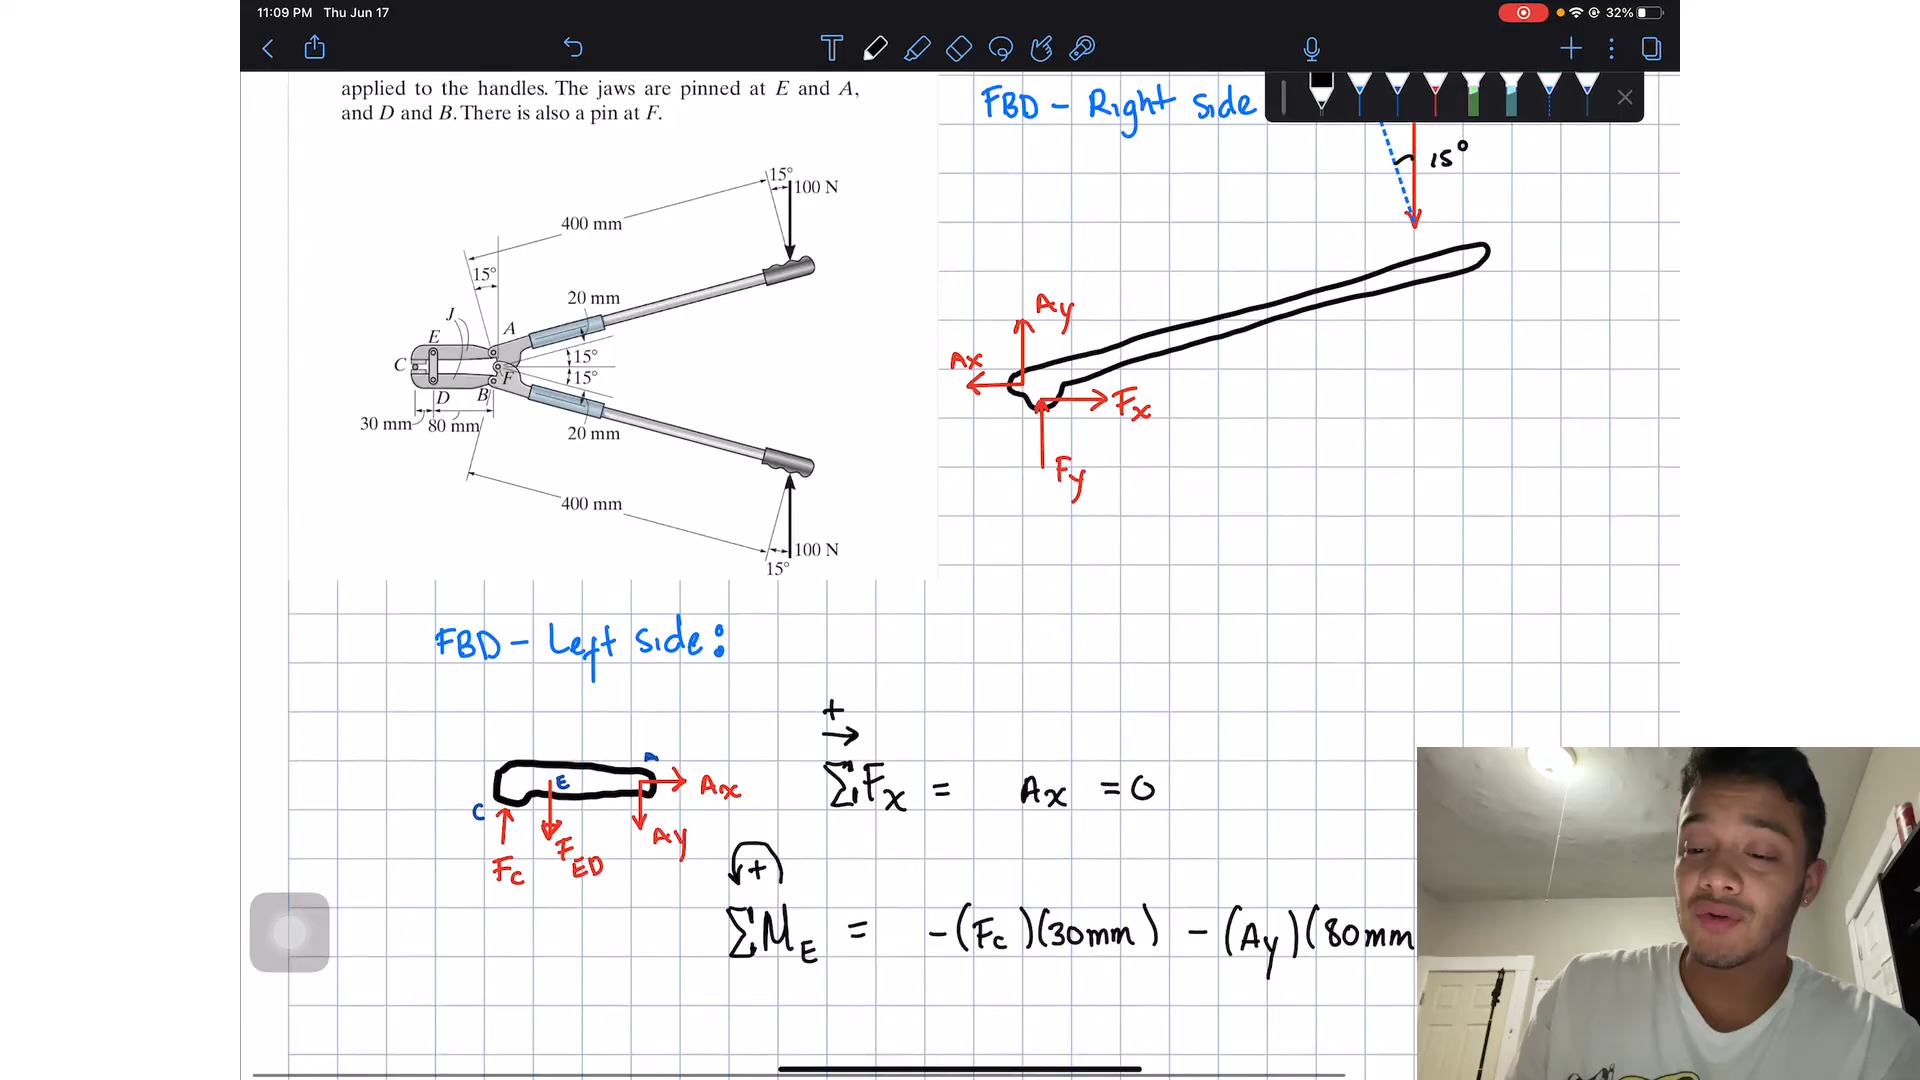 11:09 PM Thu Jun 17
32%
applied to the handles. The jaws are pinned at E and A,
and D and B. There is also a pin at F.
15°
100 N
400 mm
15°
20 mm
J
A
E
C
15°
15°
F
D
B
30 mm
80 mm
20 mm
400 mm
100 N
15°
FBD - Right Side
15°
Ay
Ax
Fx
Fy
FBD - Left Side:
A
E
Ax
C
Ay
FC
FED
+
→
ΣFx = Ax = 0
+
ΣME = -(Fc)(30mm) - (Ay)(80mm